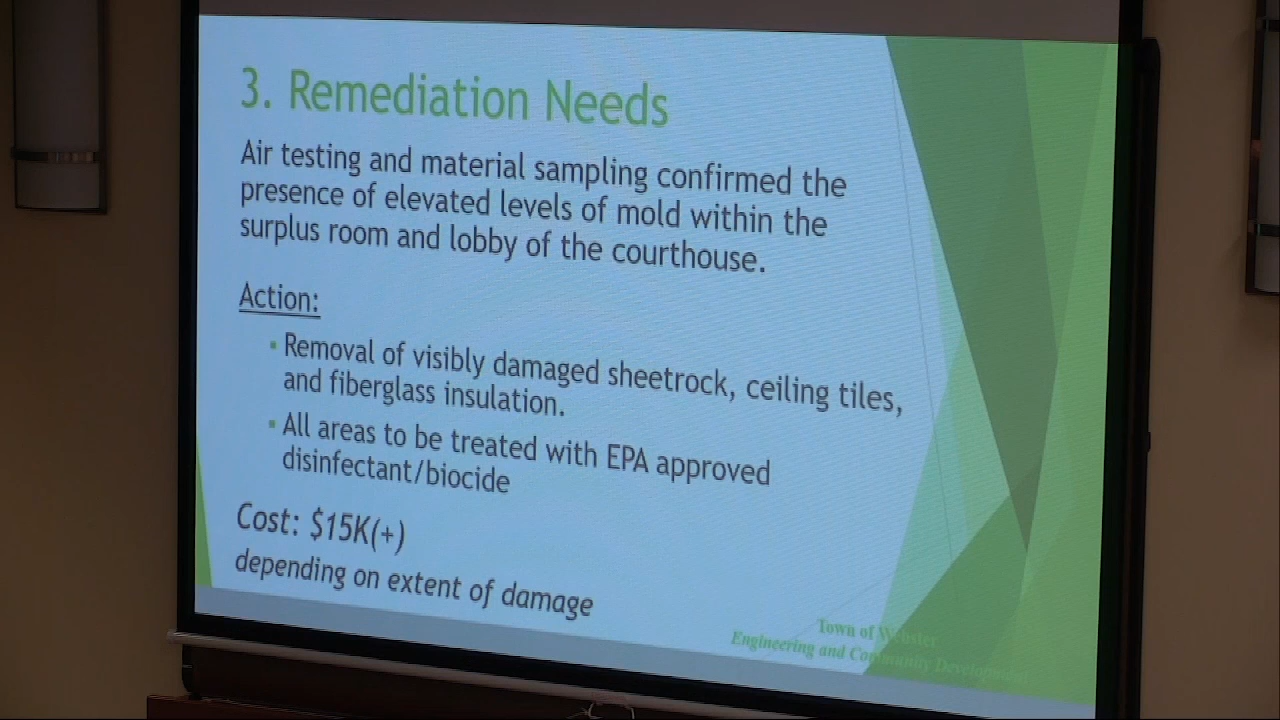 3. Remediation Needs
Air testing and material sampling confirmed the
presence of elevated levels of mold within the
surplus room and lobby of the courthouse.
Action:
▪ Removal of visibly damaged sheetrock, ceiling tiles,
and fiberglass insulation.
▪ All areas to be treated with EPA approved
disinfectant/biocide
Cost: $15K(+)
depending on extent of damage
Town of Webster
Engineering and Community Development